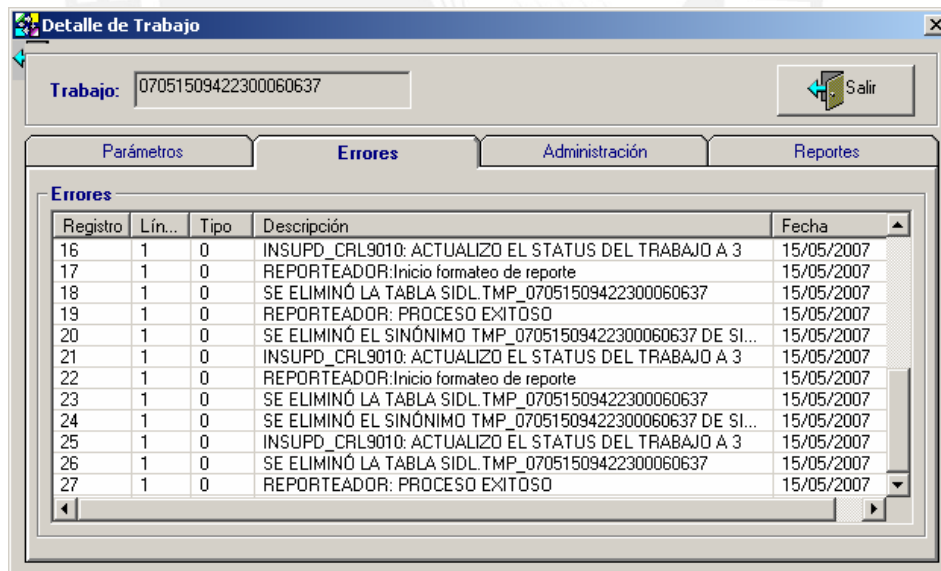 Detalle de Trabajo
Trabajo: 07051509422300060637 Salir
Parámetros Errores Administración Reportes
Errores
Registro Lín... Tipo Descripción Fecha
16 1 0 INSUPD_CRL9010: ACTUALIZO EL STATUS DEL TRABAJO A 3 15/05/2007
17 1 0 REPORTEADOR:Inicio formateo de reporte 15/05/2007
18 1 0 SE ELIMINÓ LA TABLA SIDL.TMP_07051509422300060637 15/05/2007
19 1 0 REPORTEADOR: PROCESO EXITOSO 15/05/2007
20 1 0 SE ELIMINÓ EL SINÓNIMO TMP_07051509422300060637 DE SI... 15/05/2007
21 1 0 INSUPD_CRL9010: ACTUALIZO EL STATUS DEL TRABAJO A 3 15/05/2007
22 1 0 REPORTEADOR:Inicio formateo de reporte 15/05/2007
23 1 0 SE ELIMINÓ LA TABLA SIDL.TMP_07051509422300060637 15/05/2007
24 1 0 SE ELIMINÓ EL SINÓNIMO TMP_07051509422300060637 DE SI... 15/05/2007
25 1 0 INSUPD_CRL9010: ACTUALIZO EL STATUS DEL TRABAJO A 3 15/05/2007
26 1 0 SE ELIMINÓ LA TABLA SIDL.TMP_07051509422300060637 15/05/2007
27 1 0 REPORTEADOR: PROCESO EXITOSO 15/05/2007